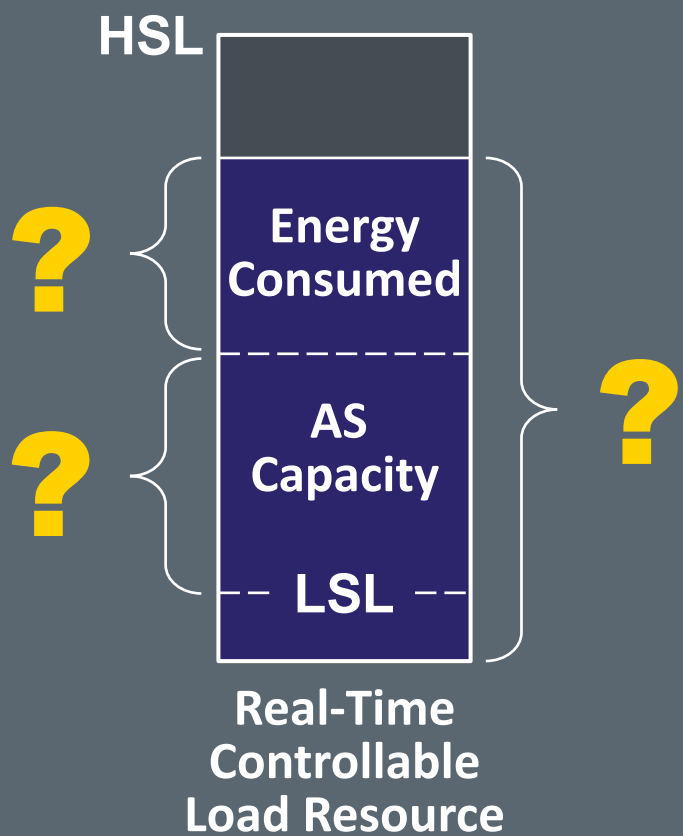 HSL
?
Energy
Consumed
?
?
AS
Capacity
LSL
Real-Time
Controllable
Load Resource